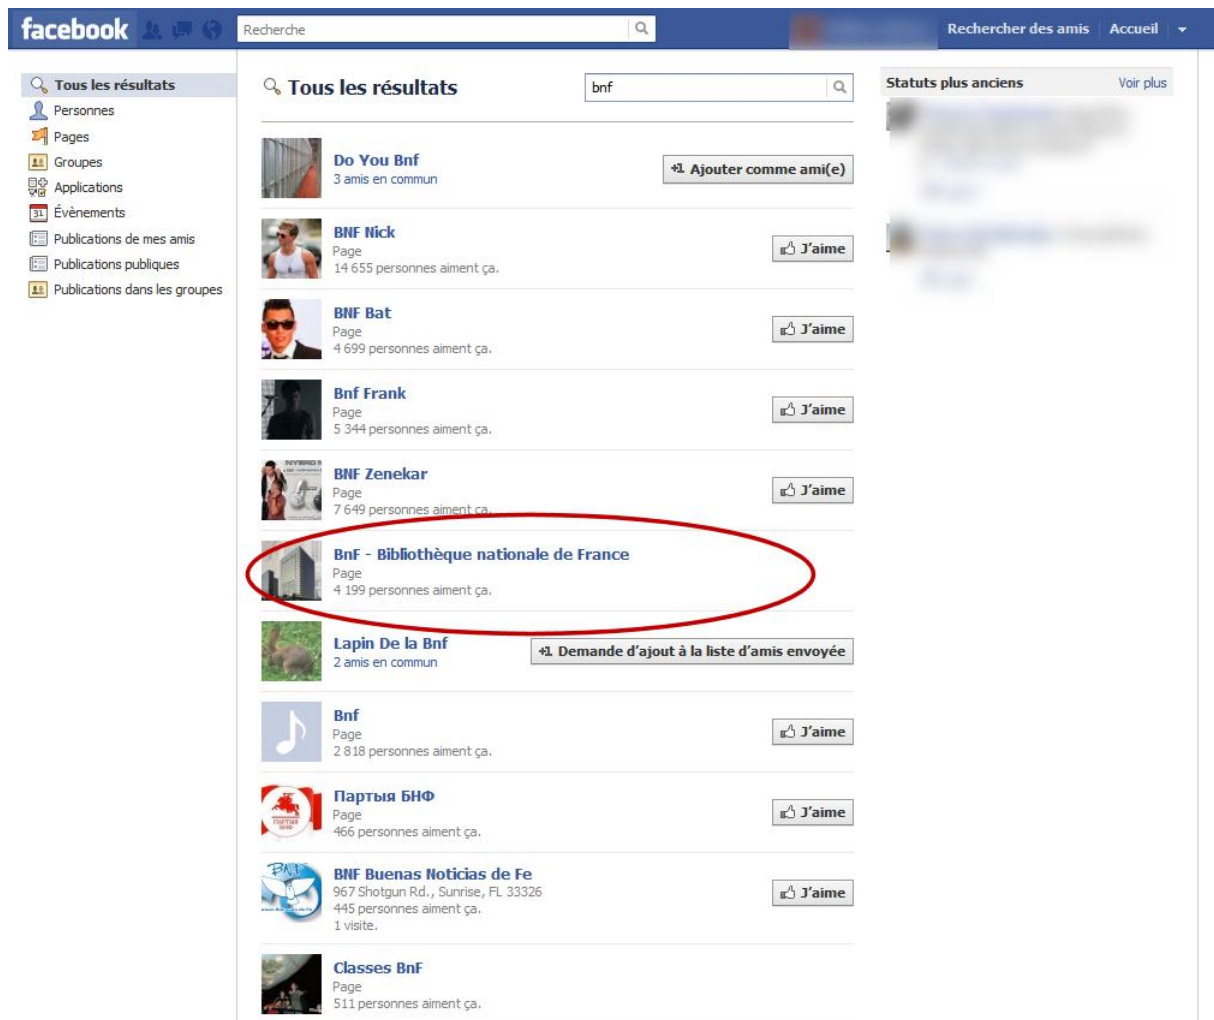 facebook
Recherche
Rechercher des amis
Accueil
Tous les résultats
Personnes
Pages
Groupes
Applications
31 Évènements
Publications de mes amis
Publications publiques
Publications dans les groupes
Tous les résultats
bnf
Do You Bnf
3 amis en commun
+1 Ajouter comme ami(e)
BNF Nick
Page
14 655 personnes aiment ça.
J'aime
BNF Bat
Page
4 699 personnes aiment ça.
J'aime
Bnf Frank
Page
5 344 personnes aiment ça.
J'aime
BNF Zenekar
Page
7 649 personnes aiment ça.
J'aime
BnF - Bibliothèque nationale de France
Page
4 199 personnes aiment ça.
Lapin De la Bnf
2 amis en commun
+1 Demande d'ajout à la liste d'amis envoyée
Bnf
Page
2 818 personnes aiment ça.
J'aime
Партыя БНФ
Page
466 personnes aiment ça.
J'aime
BNF Buenas Noticias de Fe
967 Shotgun Rd., Sunrise, FL 33326
445 personnes aiment ça.
1 visite.
J'aime
Classes BnF
Page
511 personnes aiment ça.
Statuts plus anciens
Voir plus